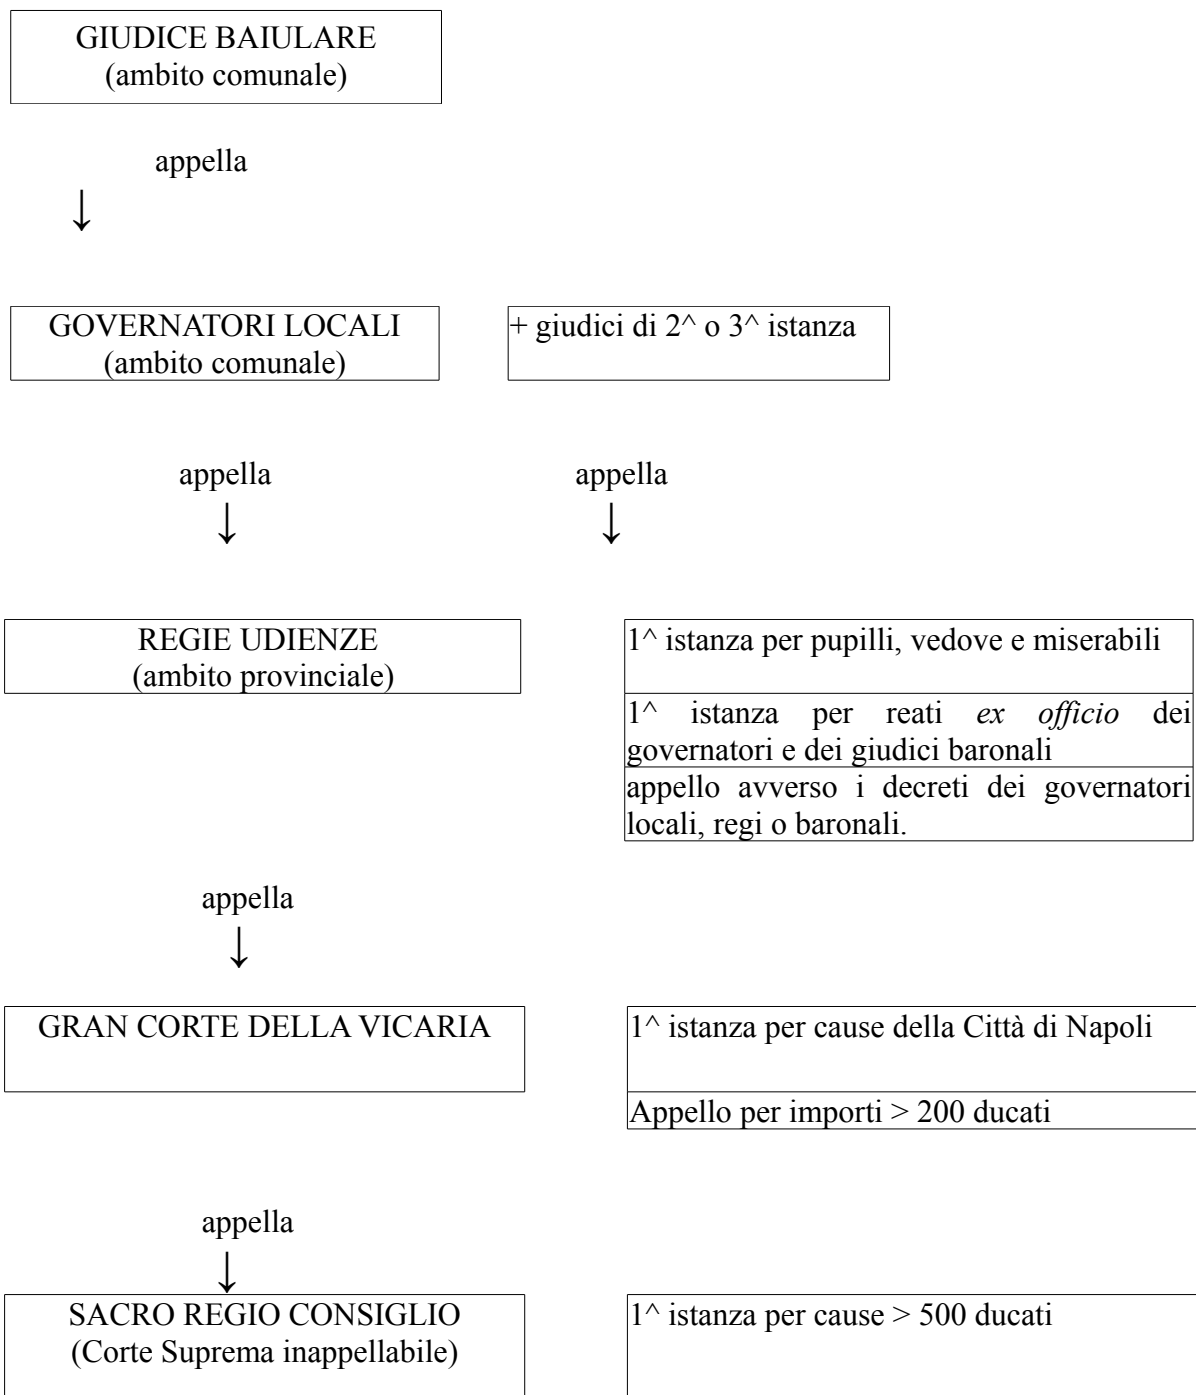 GIUDICE BAIULARE
(ambito comunale)
appella
↓
GOVERNATORI LOCALI
(ambito comunale)
+ giudici di 2^ o 3^ istanza
appella
appella
↓
↓
REGIE UDIENZE
(ambito provinciale)
1^ istanza per pupilli, vedove e miserabili
1^ istanza per reati ex officio dei
governatori e dei giudici baronali
appello avverso i decreti dei governatori
locali, regi o baronali.
appella
↓
GRAN CORTE DELLA VICARIA
1^ istanza per cause della Città di Napoli
Appello per importi > 200 ducati
appella
↓
SACRO REGIO CONSIGLIO
(Corte Suprema inappellabile)
1^ istanza per cause > 500 ducati